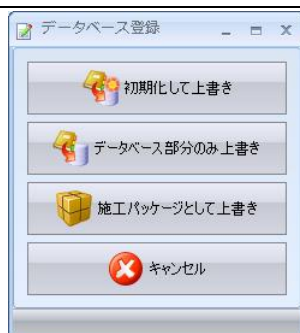 データベース登録
初期化して上書き
データベース部分のみ上書き
施工パッケージとして上書き
キャンセル